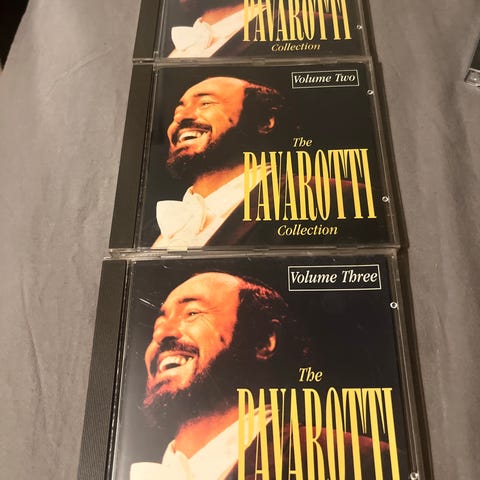 PAVAROTTI
Collection
Volume Two
The
PAVAROTTI
Collection
Volume Three
The
PAVAROTTI